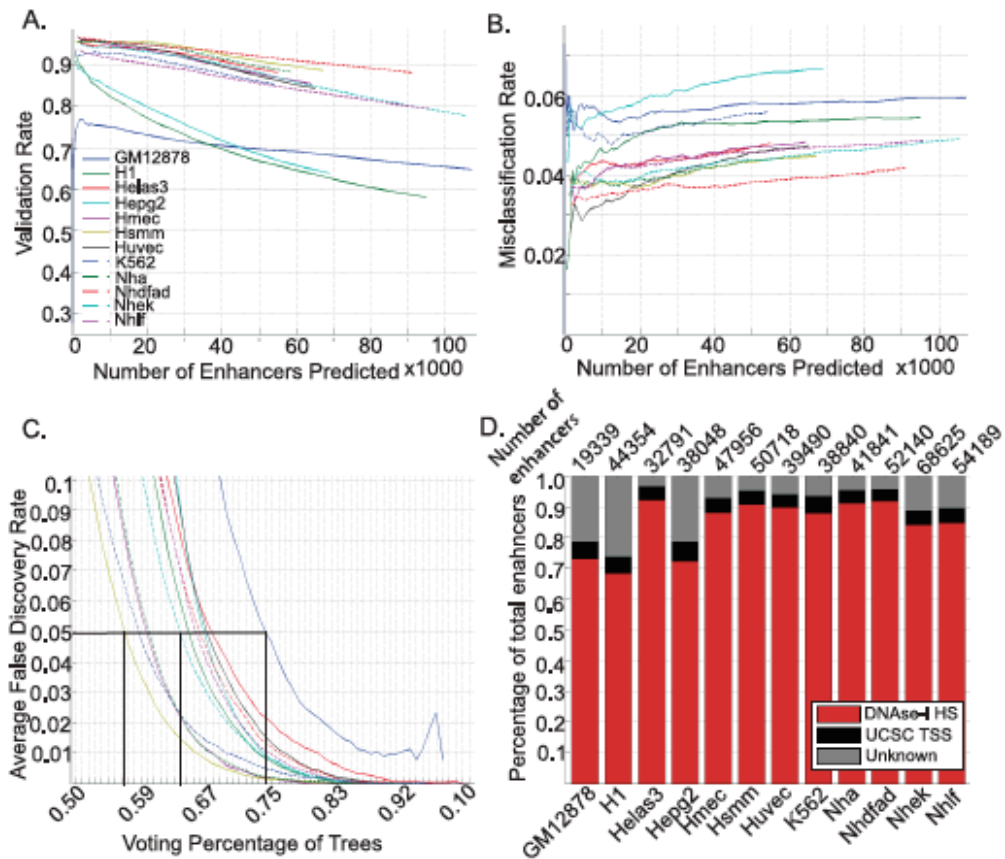 A.
Validation Rate
0.9
0.8
0.7
0.6
0.5
0.4
0.3
GM12878
H1
Helas3
Hepg2
Hmec
Hsmm
Huvec
K562
Nha
Nhdfad
Nhek
Nhlf
0 20 40 60 80 100
Number of Enhancers Predicted x1000
B.
Misclassification Rate
0.06
0.04
0.02
0 20 40 60 80 100
Number of Enhancers Predicted x1000
C.
Average False Discovery Rate
0.1
0.09
0.08
0.07
0.06
0.05
0.04
0.03
0.02
0.01
0.50 0.59 0.67 0.75 0.83 0.92 0.10
Voting Percentage of Trees
D.
Number of enhancers
19339 44354 32791 38048 47956 50718 39490 38840 41841 52140 68625 54189
Percentage of total enahncers
1.0
0.9
0.8
0.7
0.6
0.5
0.4
0.3
0.2
0.1
0
DNAse-I HS
UCSC TSS
Unknown
GM12878 H1 Helas3 Hepg2 Hmec Hsmm Huvec K562 Nha Nhdfad Nhek Nhlf